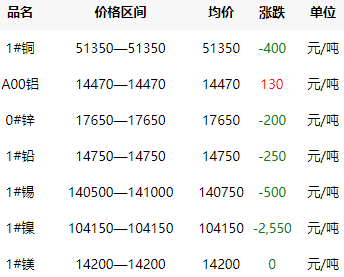 品名 价格区间 均价 涨跌 单位
1#铜 51350—51350 51350 -400 元/吨
A00铝 14470—14470 14470 130 元/吨
0#锌 17650—17650 17650 -200 元/吨
1#铅 14750—14750 14750 -250 元/吨
1#锡 140500—141000 140750 -500 元/吨
1#镍 104150—104150 104150 -2,550 元/吨
1#镁 14200—14200 14200 0 元/吨